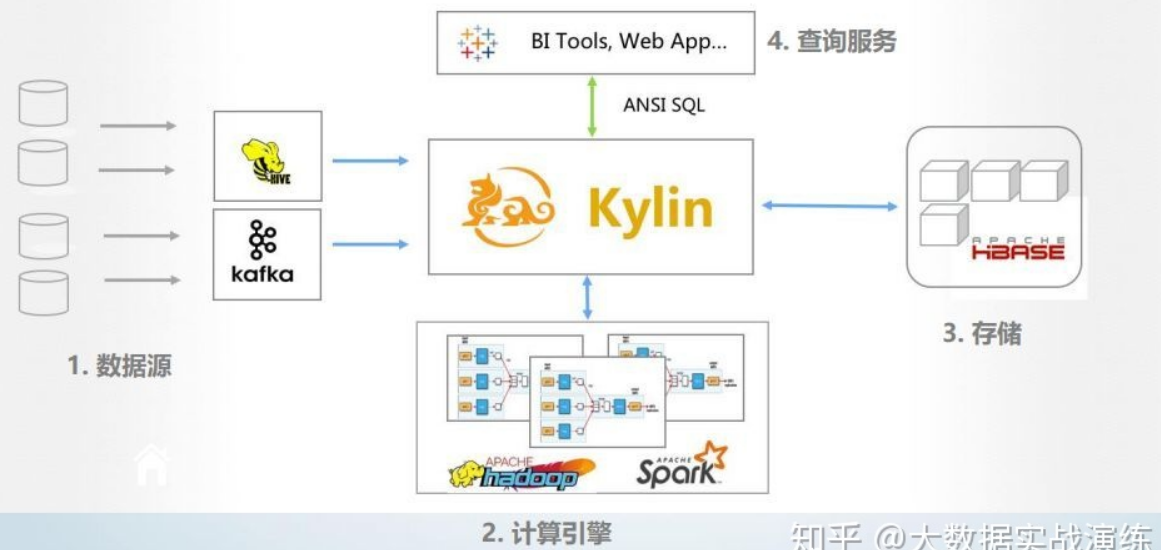 BI Tools, Web App...
4. 查询服务
ANSI SQL
HIVE
Kylin
kafka
APACHE
HBASE
3. 存储
1. 数据源
APACHE
hadoop
APACHE
Spark
2. 计算引擎
知乎 @大数据实战演练